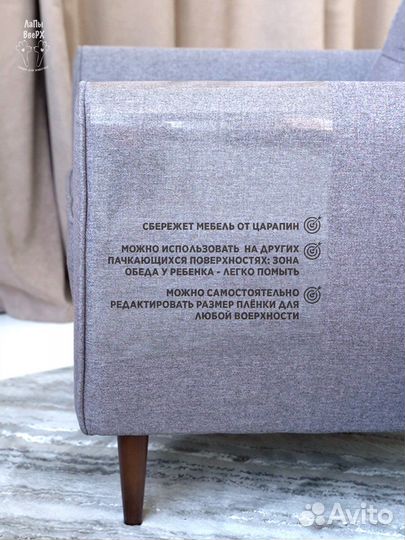 ЛаПы
ВвеРХ
СБЕРЕЖЕТ МЕБЕЛЬ ОТ ЦАРАПИН
МОЖНО ИСПОЛЬЗОВАТЬ НА ДРУГИХ
ПАЧКАЮЩИХСЯ ПОВЕРХНОСТЯХ: ЗОНА
ОБЕДА У РЕБЕНКА - ЛЕГКО ПОМЫТЬ
МОЖНО САМОСТОЯТЕЛЬНО
РЕДАКТИРОВАТЬ РАЗМЕР ПЛЁНКИ ДЛЯ
ЛЮБОЙ ВОЕРХНОСТИ
Avito